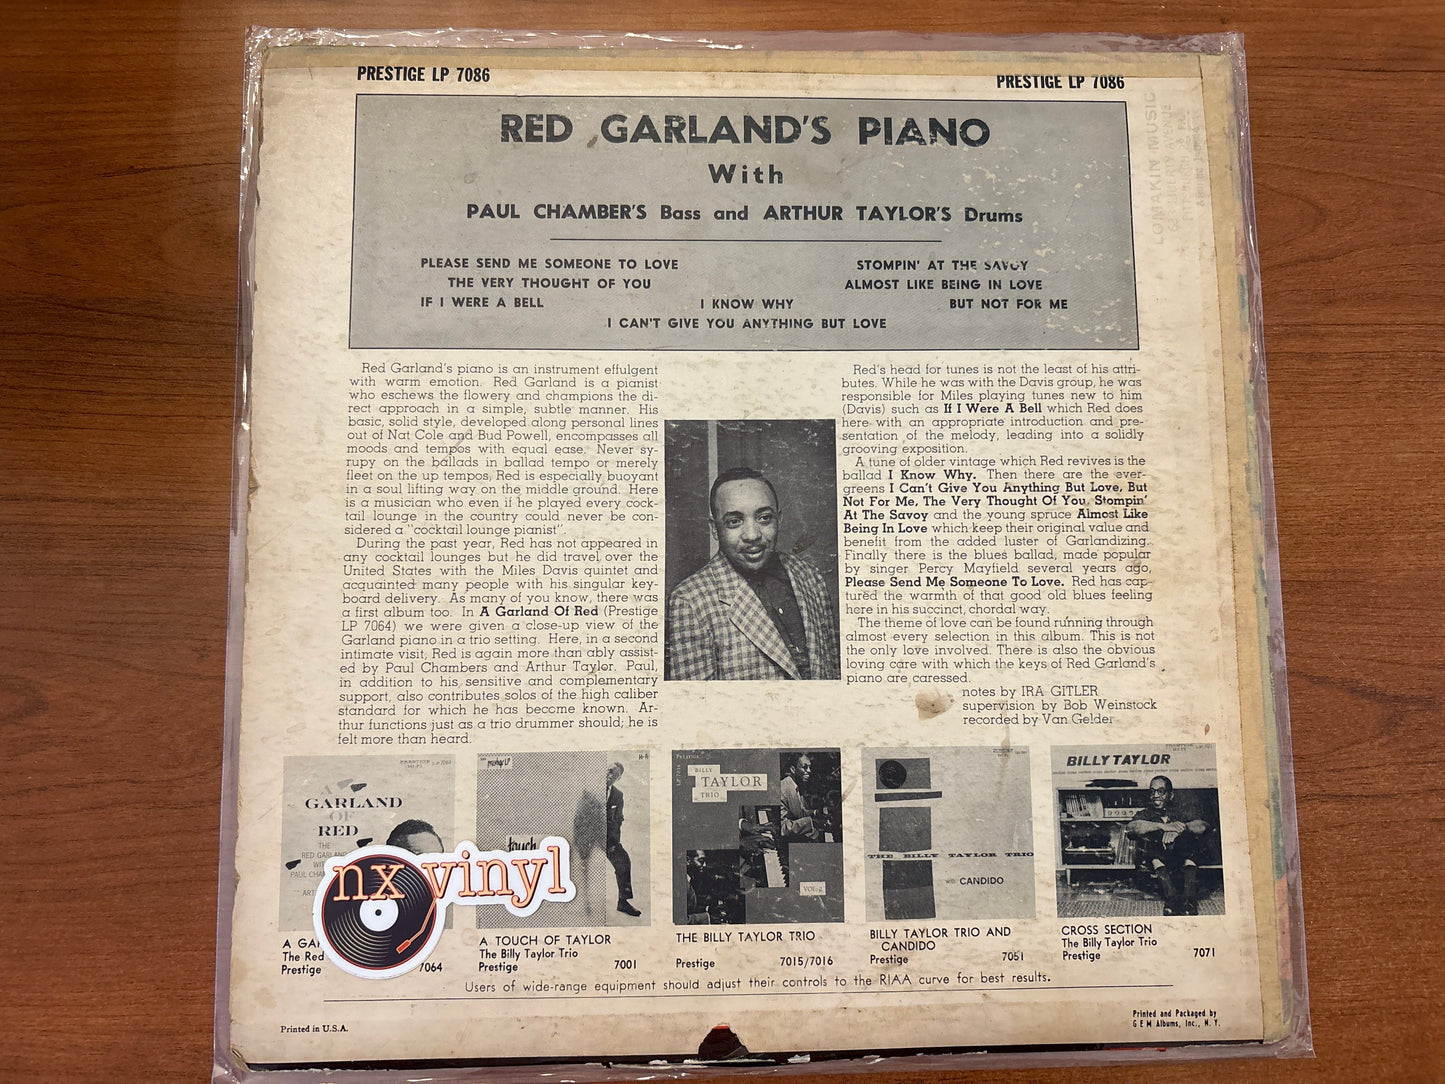 PRESTIGE LP 7086
PRESTIGE LP 7086
RED GARLAND'S PIANO
With
PAUL CHAMBER'S Bass and ARTHUR TAYLOR'S Drums
PLEASE SEND ME SOMEONE TO LOVE
STOMPIN' AT THE SAVOY
THE VERY THOUGHT OF YOU
ALMOST LIKE BEING IN LOVE
IF I WERE A BELL
I KNOW WHY
BUT NOT FOR ME
I CAN'T GIVE YOU ANYTHING BUT LOVE
LOMAKIN MUSIC
Red Garland's piano is an instrument effulgent
with warm emotion. Red Garland is a pianist
who eschews the flowery and champions the di-
rect approach in a simple, subtle manner. His
basic, solid style, developed along personal lines
out of Nat Cole and Bud Powell, encompasses all
moods and tempos with equal ease. Never sy-
rupy on the ballads in ballad tempo or merely
fleet on the up tempos, Red is especially buoyant
in a soul lifting way on the middle ground. Here
is a musician who even if he played every cock-
tail lounge in the country could never be con-
sidered a "cocktail lounge pianist".
During the past year, Red has not appeared in
any cocktail lounges but he did travel over the
United States with the Miles Davis quintet and
acquainted many people with his singular key-
board delivery. As many of you know, there was
a first album too. In A Garland Of Red (Prestige
LP 7064) we were given a close-up view of the
Garland piano in a trio setting. Here, in a second
intimate visit, Red is again more than ably assist-
ed by Paul Chambers and Arthur Taylor. Paul,
in addition to his sensitive and complementary
support, also contributes solos of the high caliber
standard for which he has become known. Ar-
thur functions just as a trio drummer should; he is
felt more than heard.
Red's head for tunes is not the least of his attri-
butes. While he was with the Davis group, he was
responsible for Miles playing tunes new to him
(Davis) such as If I Were A Bell which Red does
here with an appropriate introduction and pre-
sentation of the melody, leading into a solidly
grooving exposition.
A tune of older vintage which Red revives is the
ballad I Know Why. Then there are the ever-
greens I Can't Give You Anything But Love, But
Not For Me, The Very Thought Of You, Stompin'
At The Savoy and the young spruce Almost Like
Being In Love which keep their original value and
benefit from the added luster of Garlandizing.
Finally there is the blues ballad, made popular
by singer Percy Mayfield several years ago,
Please Send Me Someone To Love. Red has cap-
tured the warmth of that good old blues feeling
here in his succinct, chordal way.
The theme of love can be found running through
almost every selection in this album. This is not
the only love involved. There is also the obvious
loving care with which the keys of Red Garland's
piano are caressed.
notes by IRA GITLER
supervision by Bob Weinstock
recorded by Van Gelder
A
GARLAND
OF
RED
THE
RED GARLAND
PAUL CHAM
nx vinyl
touch
BILLY
TAYLOR
TRIO
VOL. 2
THE BILLY TAYLOR TRIO
with CANDIDO
BILLY TAYLOR
A GA
The Red
Prestige 7064
A TOUCH OF TAYLOR
The Billy Taylor Trio
Prestige 7001
THE BILLY TAYLOR TRIO
Prestige 7015/7016
BILLY TAYLOR TRIO AND
CANDIDO
Prestige 7051
CROSS SECTION
The Billy Taylor Trio
Prestige 7071
Users of wide-range equipment should adjust their controls to the RIAA curve for best results.
Printed in U.S.A.
Printed and Packaged by
G E M Albums, Inc., N. Y.